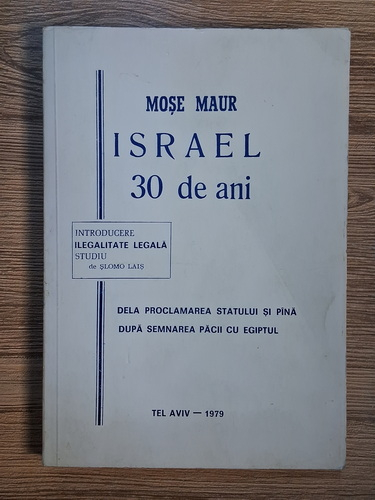 MOȘE MAUR
ISRAEL
30 de ani
INTRODUCERE
ILEGALITATE LEGALĂ
STUDIU
de ȘLOMO LAIȘ
DELA PROCLAMAREA STATULUI ȘI PÎNĂ
DUPĂ SEMNAREA PĂCII CU EGIPTUL
TEL AVIV — 1979